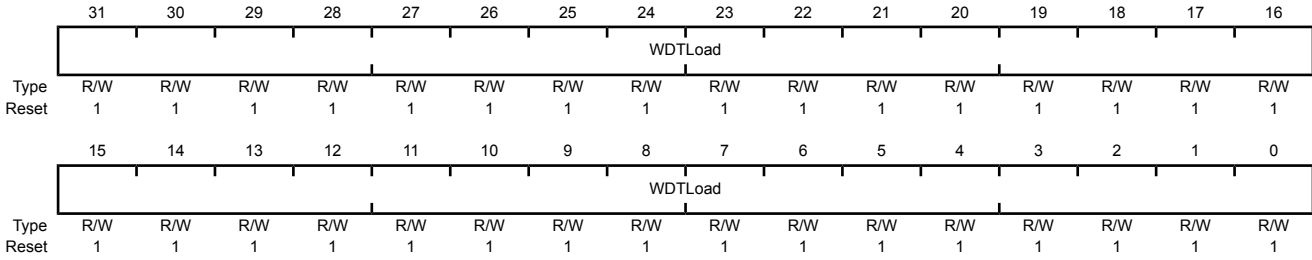 31 30 29 28 27 26 25 24 23 22 21 20 19 18 17 16
WDTLoad
Type R/W R/W R/W R/W R/W R/W R/W R/W R/W R/W R/W R/W R/W R/W R/W R/W
Reset 1 1 1 1 1 1 1 1 1 1 1 1 1 1 1 1
15 14 13 12 11 10 9 8 7 6 5 4 3 2 1 0
WDTLoad
Type R/W R/W R/W R/W R/W R/W R/W R/W R/W R/W R/W R/W R/W R/W R/W R/W
Reset 1 1 1 1 1 1 1 1 1 1 1 1 1 1 1 1